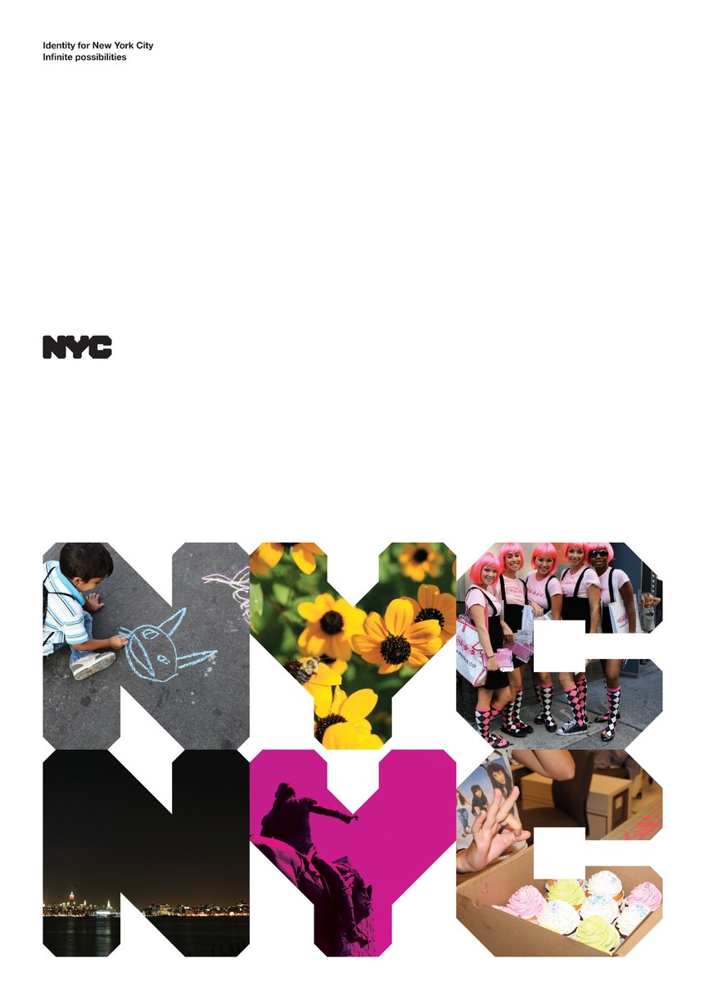 Identity for New York City
Infinite possibilities
NYC
NYC
NYC